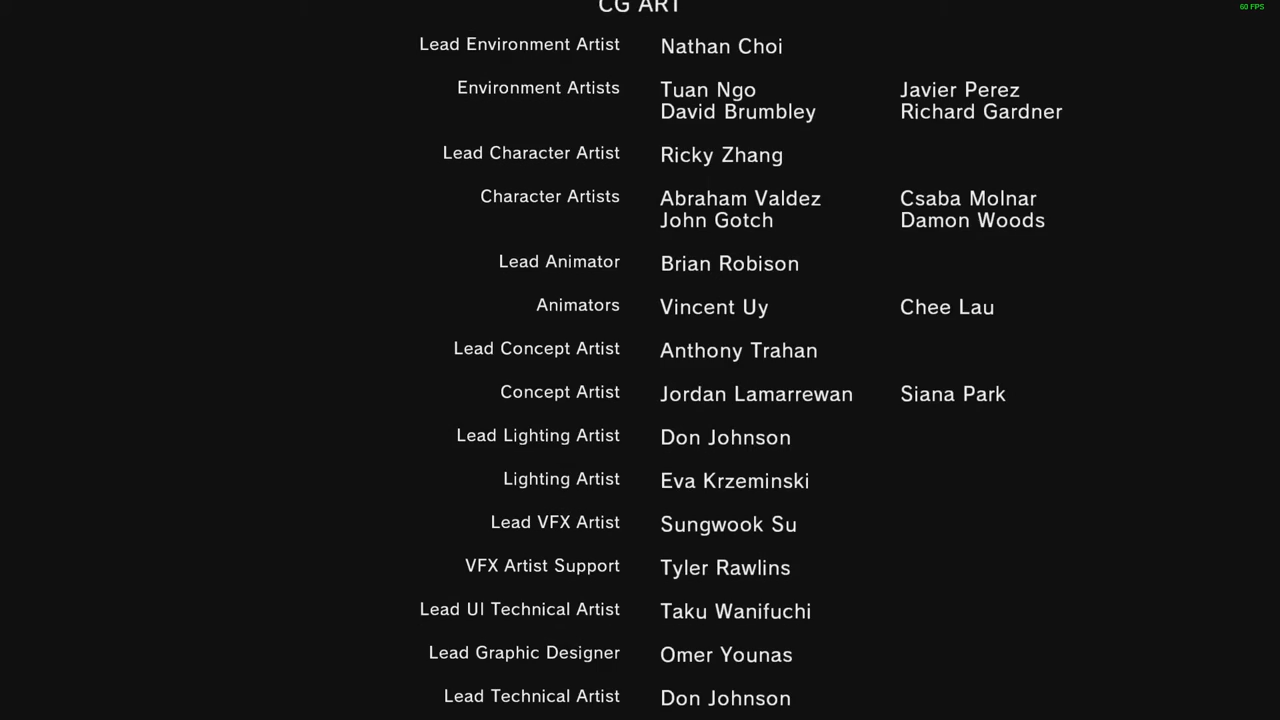 CG ART
60 FPS
Lead Environment Artist Nathan Choi
Environment Artists Tuan Ngo Javier Perez
David Brumbley Richard Gardner
Lead Character Artist Ricky Zhang
Character Artists Abraham Valdez Csaba Molnar
John Gotch Damon Woods
Lead Animator Brian Robison
Animators Vincent Uy Chee Lau
Lead Concept Artist Anthony Trahan
Concept Artist Jordan Lamarrewan Siana Park
Lead Lighting Artist Don Johnson
Lighting Artist Eva Krzeminski
Lead VFX Artist Sungwook Su
VFX Artist Support Tyler Rawlins
Lead UI Technical Artist Taku Wanifuchi
Lead Graphic Designer Omer Younas
Lead Technical Artist Don Johnson